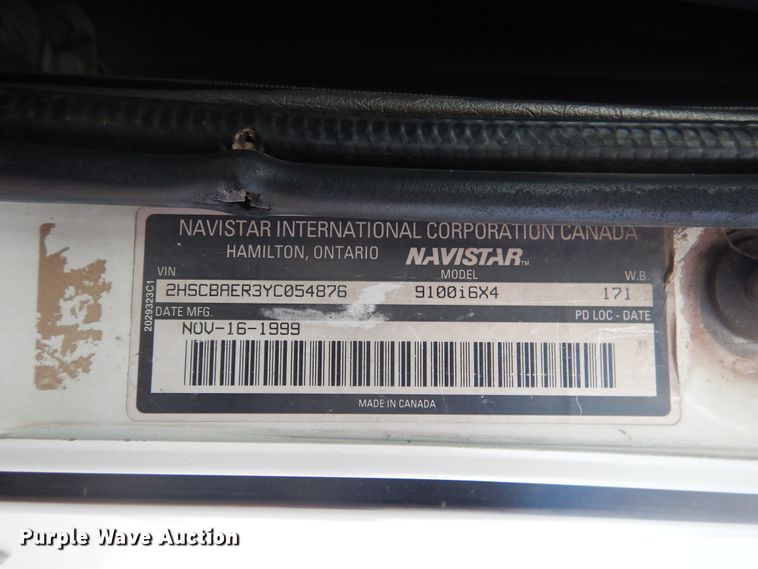 NAVISTAR INTERNATIONAL CORPORATION CANADA
HAMILTON, ONTARIO NAVISTAR™
VIN MODEL W.B.
2HSCBAER3YC054876 9100i6X4 171
DATE MFG. PD LOC - DATE
NOV-16-1999
MADE IN CANADA
2029323C1
Purple Wave Auction